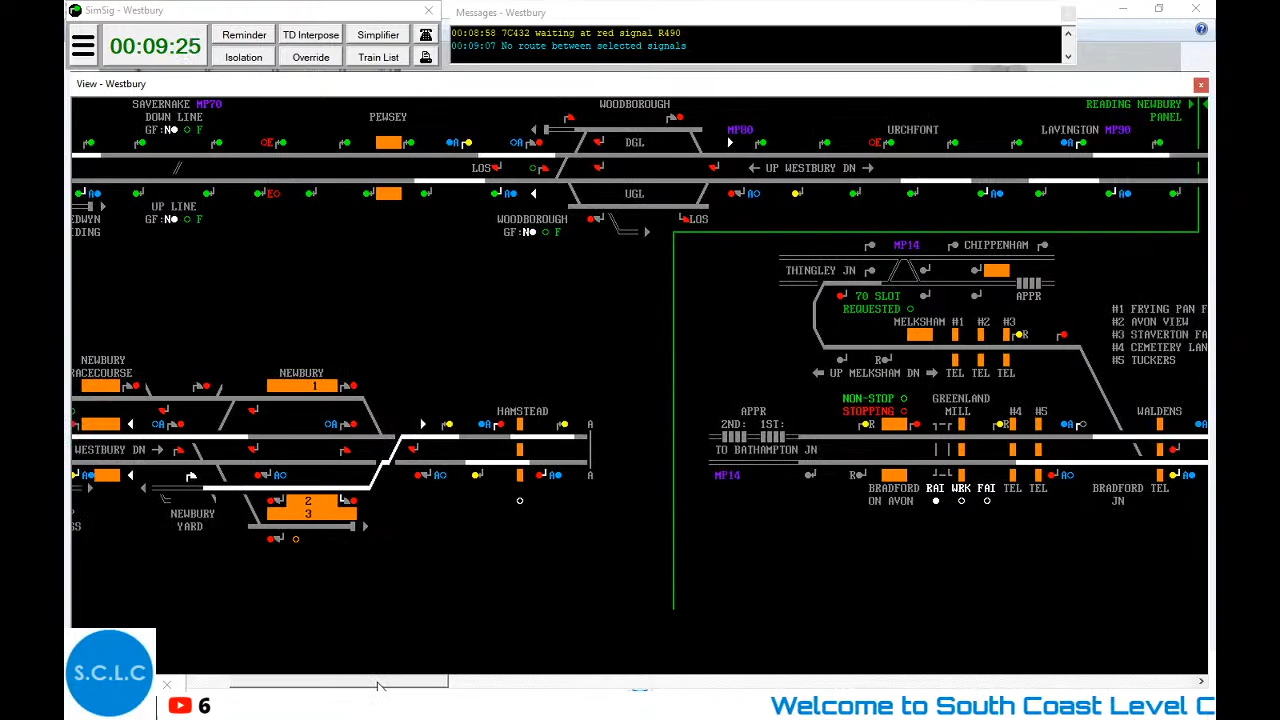 SimSig - Westbury
Messages - Westbury
00:09:25
Reminder
TD Interpose
Simplifier
Isolation
Override
Train List
00:08:58 7C432 waiting at red signal R490
00:09:07 No route between selected signals
View - Westbury
SAVERNAKE MP70
DOWN LINE
GF:N F
PEWSEY
WOODBOROUGH
READING NEWBURY
PANEL
E
A
A
DGL
MP80
URCHFONT
E
LAVINGTON MP90
A
LOS
UP WESTBURY DN
A
E
A
UGL
A
A
A
EDWYN
IDING
UP LINE
GF:N F
WOODBOROUGH
GF:N F
LOS
MP14
CHIPPENHAM
THINGLEY JN
70 SLOT
REQUESTED
APPR
MELKSHAM #1 #2 #3
R
#1 FRYING PAN F
#2 AVON VIEW
#3 STAVERTON FA
#4 CEMETERY LAN
#5 TUCKERS
R
UP MELKSHAM DN
TEL TEL TEL
NEWBURY
RACECOURSE
NEWBURY
1
HAMSTEAD
A
A
A
A
WESTBURY DN
A
A
A
A
A
NEWBURY
YARD
2
3
GS
NON-STOP
STOPPING
GREENLAND
MILL
#4 #5
WALDENS
APPR
2ND: 1ST:
R
R
A
A
TO BATHAMPTON JN
MP14
R
A
A
BRADFORD
ON AVON
RAI WRK FAI TEL TEL
BRADFORD
JN
TEL
S.C.L.C
6
Welcome to South Coast Level C